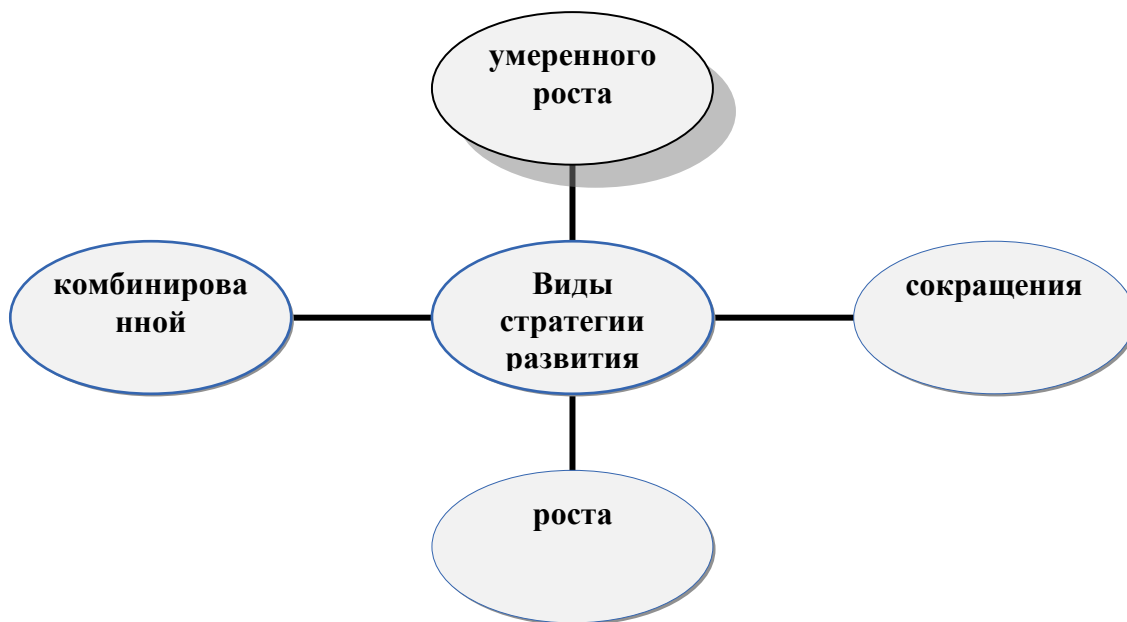 умеренного
роста
комбинирова
нной
Виды
стратегии
развития
сокращения
роста